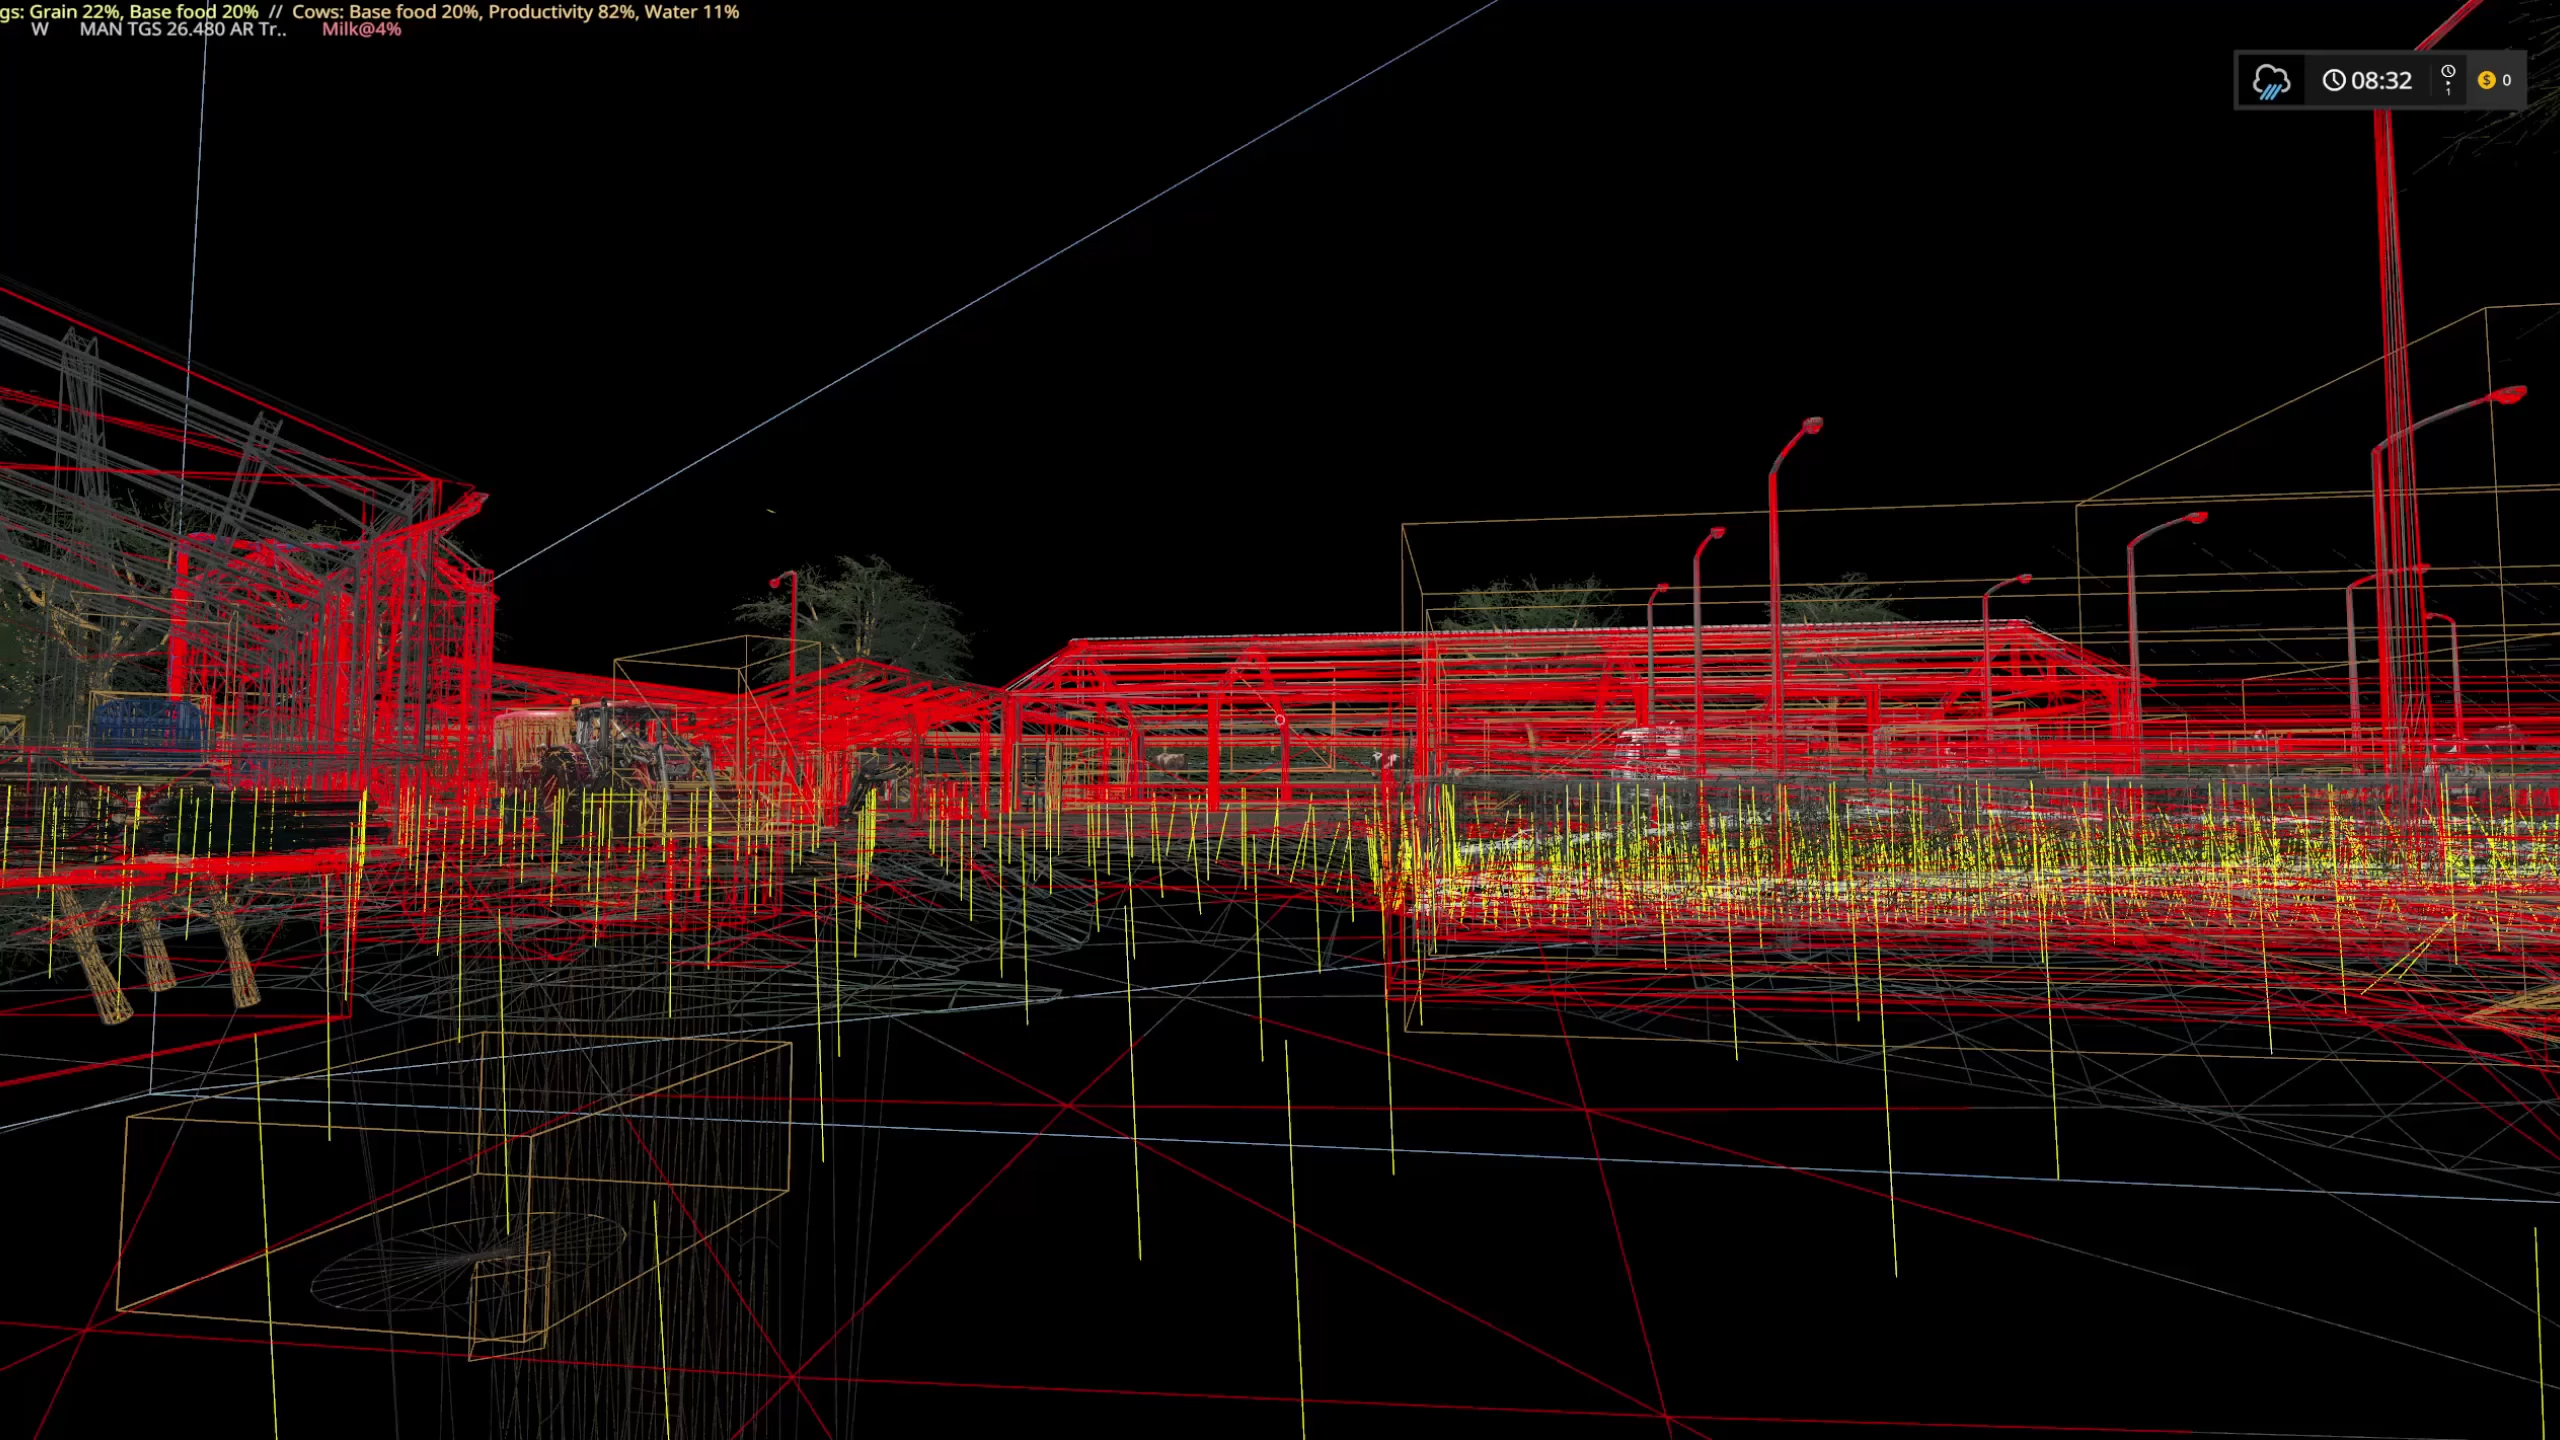 gs: Grain 22%, Base food 20% // Cows: Base food 20%, Productivity 82%, Water 11%
W MAN TGS 26.480 AR Tr.. Milk@4%
08:32 1 $ 0